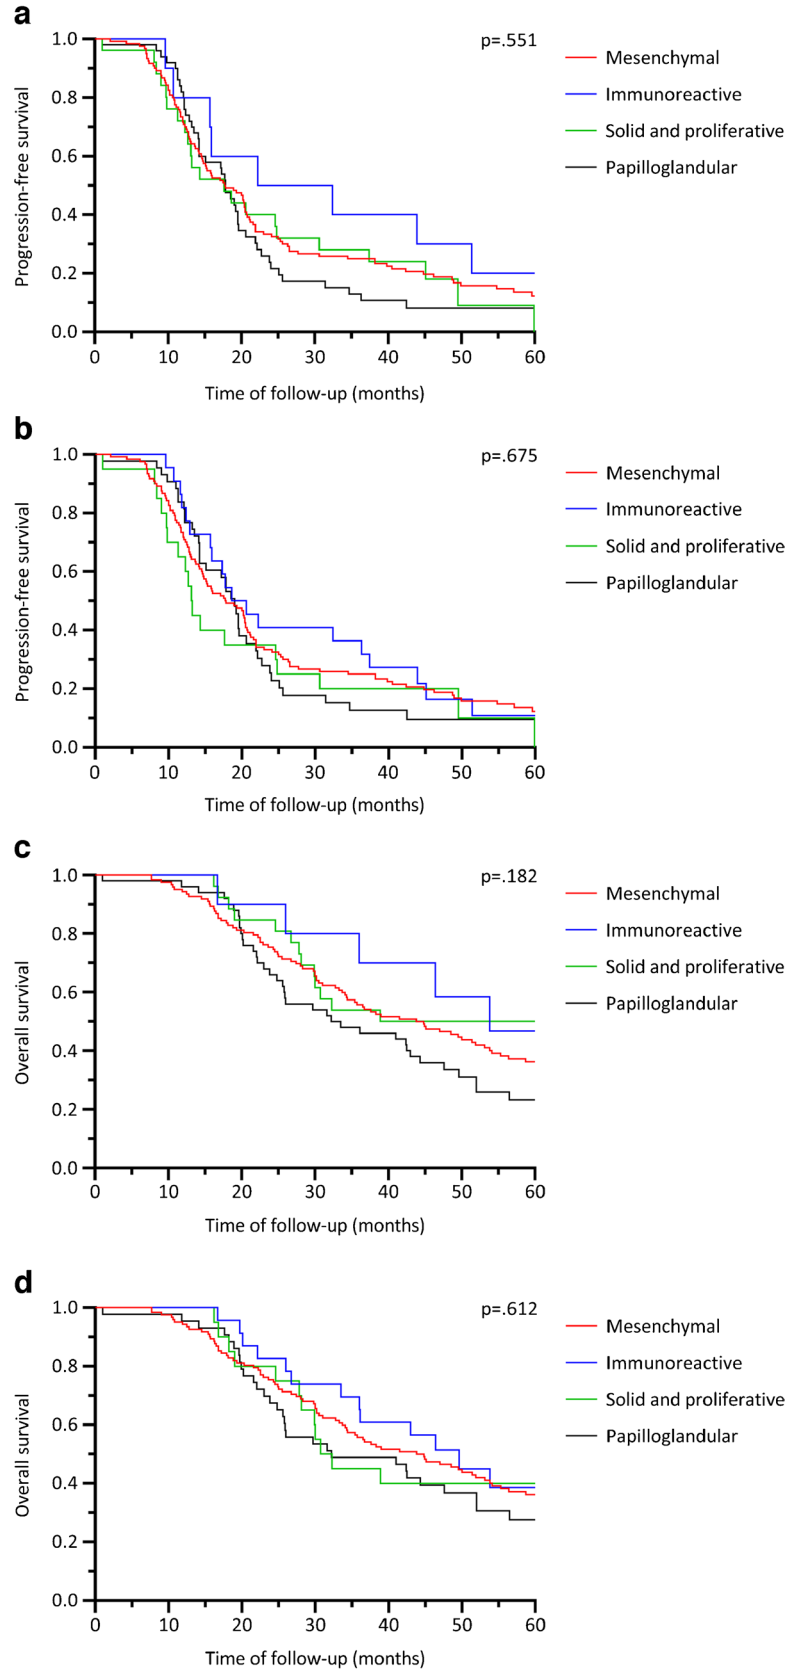 a
p=.551
1.0
0.8
0.6
0.4
0.2
0.0
Progression-free survival
0 10 20 30 40 50 60
Time of follow-up (months)
Mesenchymal
Immunoreactive
Solid and proliferative
Papilloglandular
b
p=.675
1.0
0.8
0.6
0.4
0.2
0.0
Progression-free survival
0 10 20 30 40 50 60
Time of follow-up (months)
Mesenchymal
Immunoreactive
Solid and proliferative
Papilloglandular
c
p=.182
1.0
0.8
0.6
0.4
0.2
0.0
Overall survival
0 10 20 30 40 50 60
Time of follow-up (months)
Mesenchymal
Immunoreactive
Solid and proliferative
Papilloglandular
d
p=.612
1.0
0.8
0.6
0.4
0.2
0.0
Overall survival
0 10 20 30 40 50 60
Time of follow-up (months)
Mesenchymal
Immunoreactive
Solid and proliferative
Papilloglandular